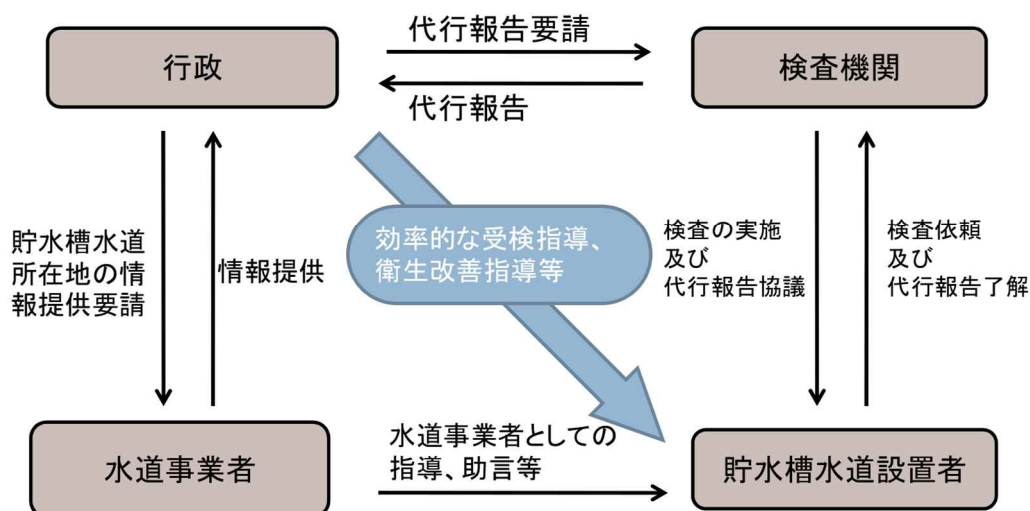 代行報告要請
行政
検査機関
代行報告
貯水槽水道
所在地の情
報提供要請
情報提供
効率的な受検指導、
衛生改善指導等
検査の実施
及び
代行報告協議
検査依頼
及び
代行報告了解
水道事業者
水道事業者としての
指導、助言等
貯水槽水道設置者